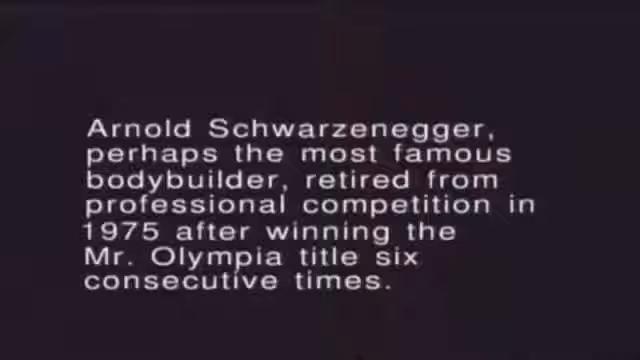 Arnold Schwarzenegger,
perhaps the most famous
bodybuilder, retired from
professional competition in
1975 after winning the
Mr. Olympia title six
consecutive times.